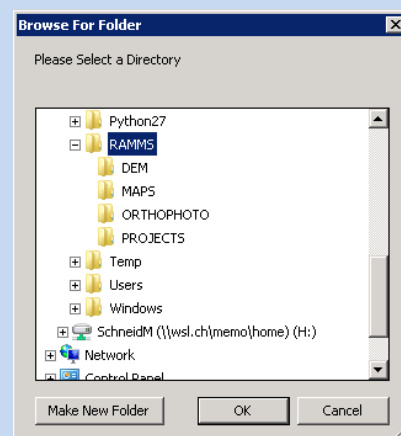 Browse For Folder
Please Select a Directory
Python27
RAMMS
DEM
MAPS
ORTHOPHOTO
PROJECTS
Temp
Users
Windows
SchneidM (\\wsl.ch\memo\home) (H:)
Network
Control Panel
Make New Folder OK Cancel